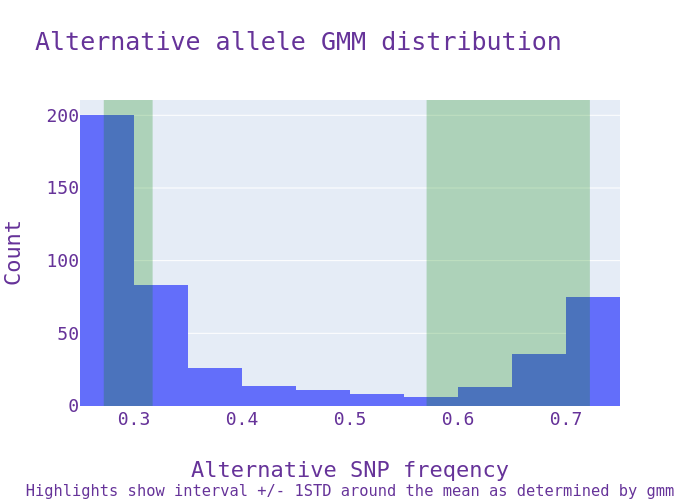 Alternative allele GMM distribution
200
150
100
50
0
Count
0.3 0.4 0.5 0.6 0.7
Alternative SNP freqency
Highlights show interval +/- 1STD around the mean as determined by gmm